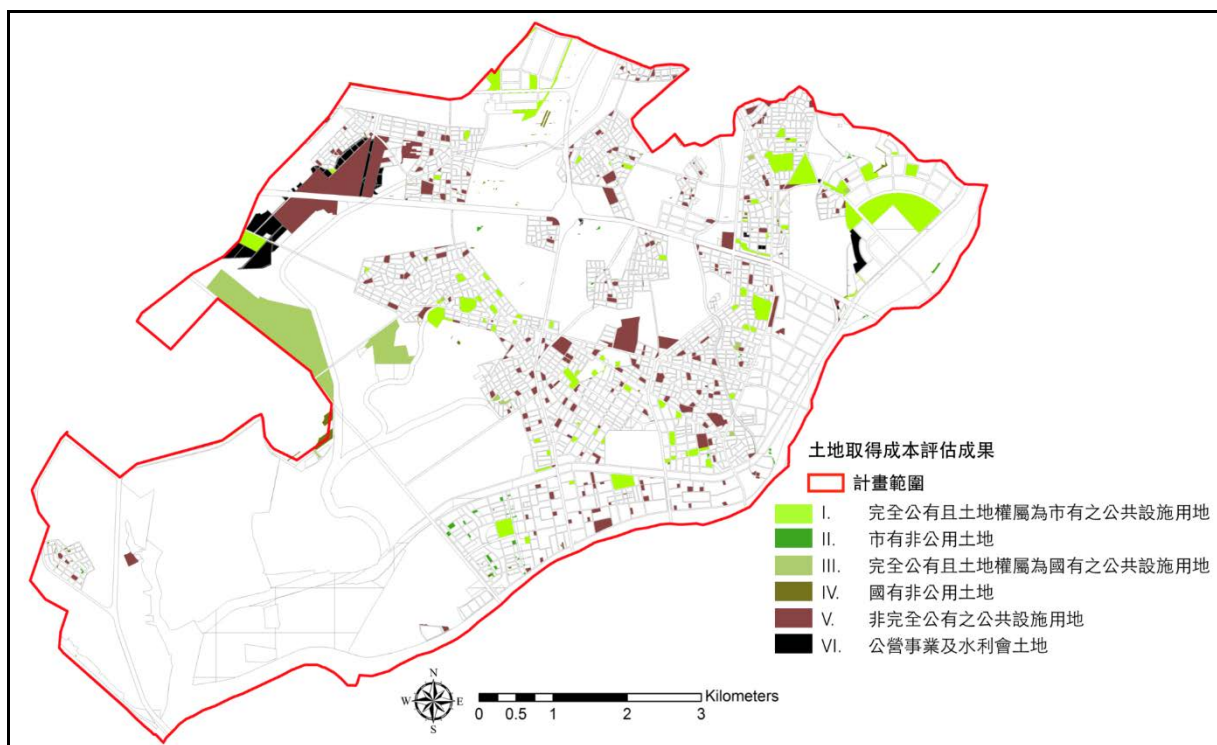 土地取得成本評估成果
計畫範圍
I. 完全公有且土地權屬為市有之公共設施用地
II. 市有非公用土地
III. 完全公有且土地權屬為國有之公共設施用地
IV. 國有非公用土地
V. 非完全公有之公共設施用地
VI. 公營事業及水利會土地
N
W E
S
Kilometers
0 0.5 1 2 3